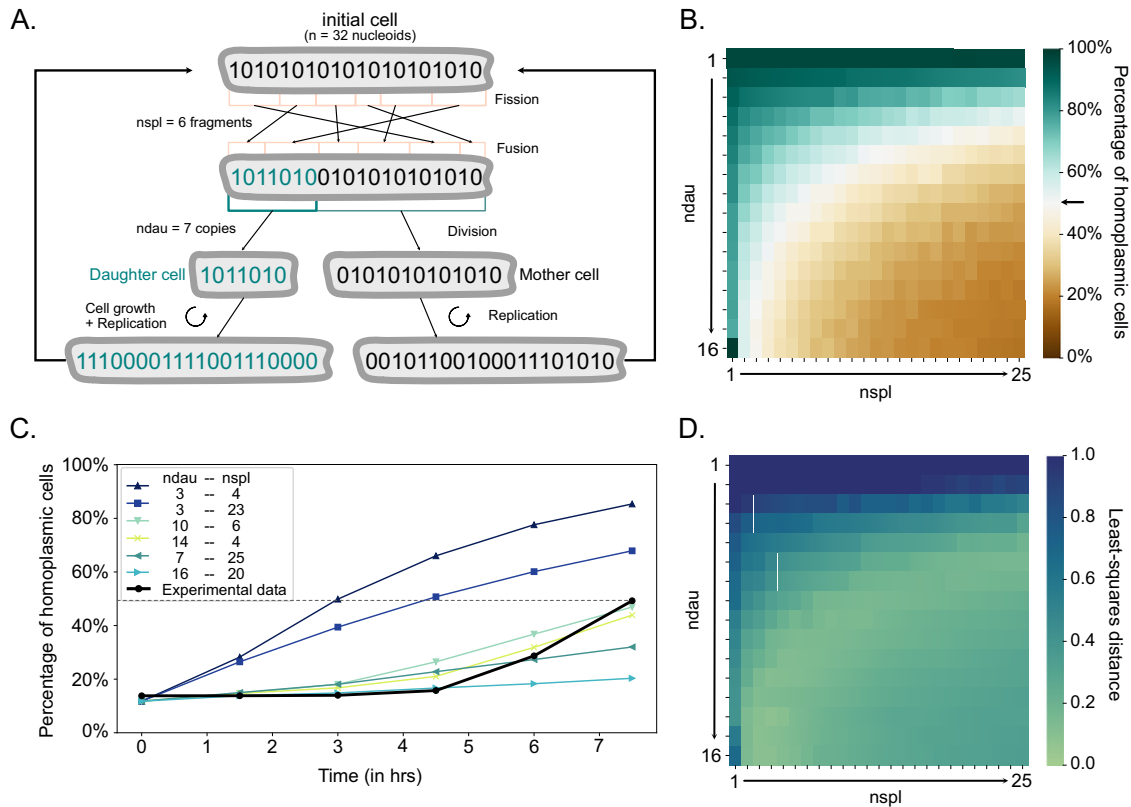 A.
initial cell
(n = 32 nucleoids)
10101010101010101010
Fission
nspl = 6 fragments
Fusion
10110100101010101010
ndau = 7 copies
Division
Daughter cell
1011010
0101010101010
Mother cell
Cell growth
+ Replication
Replication
11100001111001110000
00101100100011101010
B.
1
ndau
16
1
25
nspl
100%
80%
60%
40%
20%
0%
Percentage of homoplasmic cells
C.
Percentage of homoplasmic cells
100%
80%
60%
40%
20%
0%
ndau -- nspl
3 -- 4
3 -- 23
10 -- 6
14 -- 4
7 -- 25
16 -- 20
Experimental data
0 1 2 3 4 5 6 7
Time (in hrs)
D.
1
npau
16
1
25
nspl
1.0
0.8
0.6
0.4
0.2
0.0
Least-squares distance